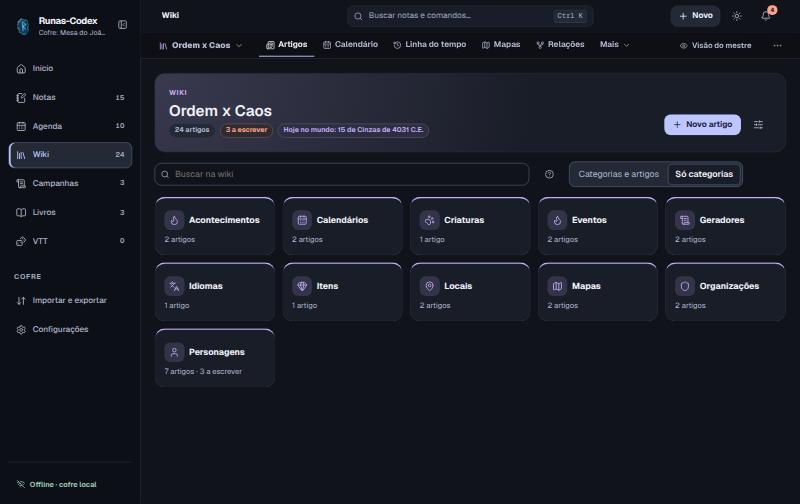 Runas-Codex
Cofre: Mesa do Joã...
Início
Notas 15
Agenda 10
Wiki 24
Campanhas 3
Livros 3
VTT 0
COFRE
Importar e exportar
Configurações
Offline · cofre local
Wiki
Buscar notas e comandos...
Ctrl K
Novo
4
Ordem x Caos
Artigos
Calendário
Linha do tempo
Mapas
Relações
Mais
Visão do mestre
WIKI
Ordem x Caos
24 artigos
3 a escrever
Hoje no mundo: 15 de Cinzas de 4031 C.E.
Novo artigo
Buscar na wiki
Categorias e artigos
Só categorias
Acontecimentos
2 artigos
Calendários
2 artigos
Criaturas
1 artigo
Eventos
2 artigos
Geradores
2 artigos
Idiomas
1 artigo
Itens
1 artigo
Locais
2 artigos
Mapas
2 artigos
Organizações
2 artigos
Personagens
7 artigos · 3 a escrever